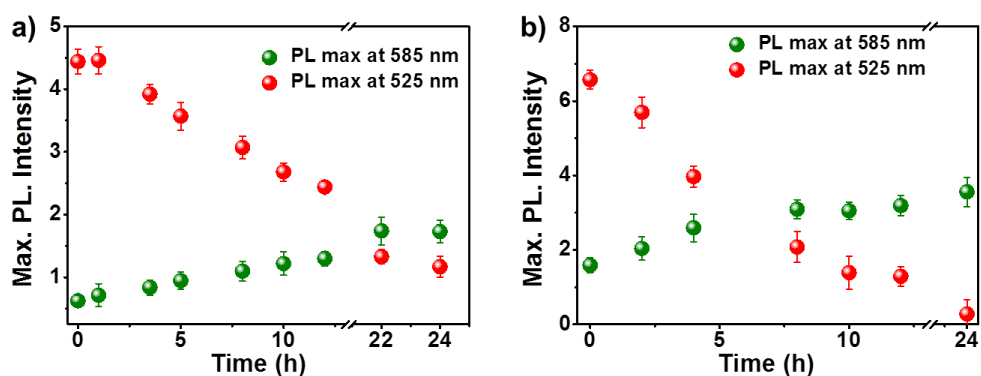 a)
Max. PL. Intensity
5
4
3
2
1
PL max at 585 nm
PL max at 525 nm
0 5 10 22 24
Time (h)
b)
Max. PL. Intensity
8
6
4
2
0
PL max at 585 nm
PL max at 525 nm
0 5 10 24
Time (h)